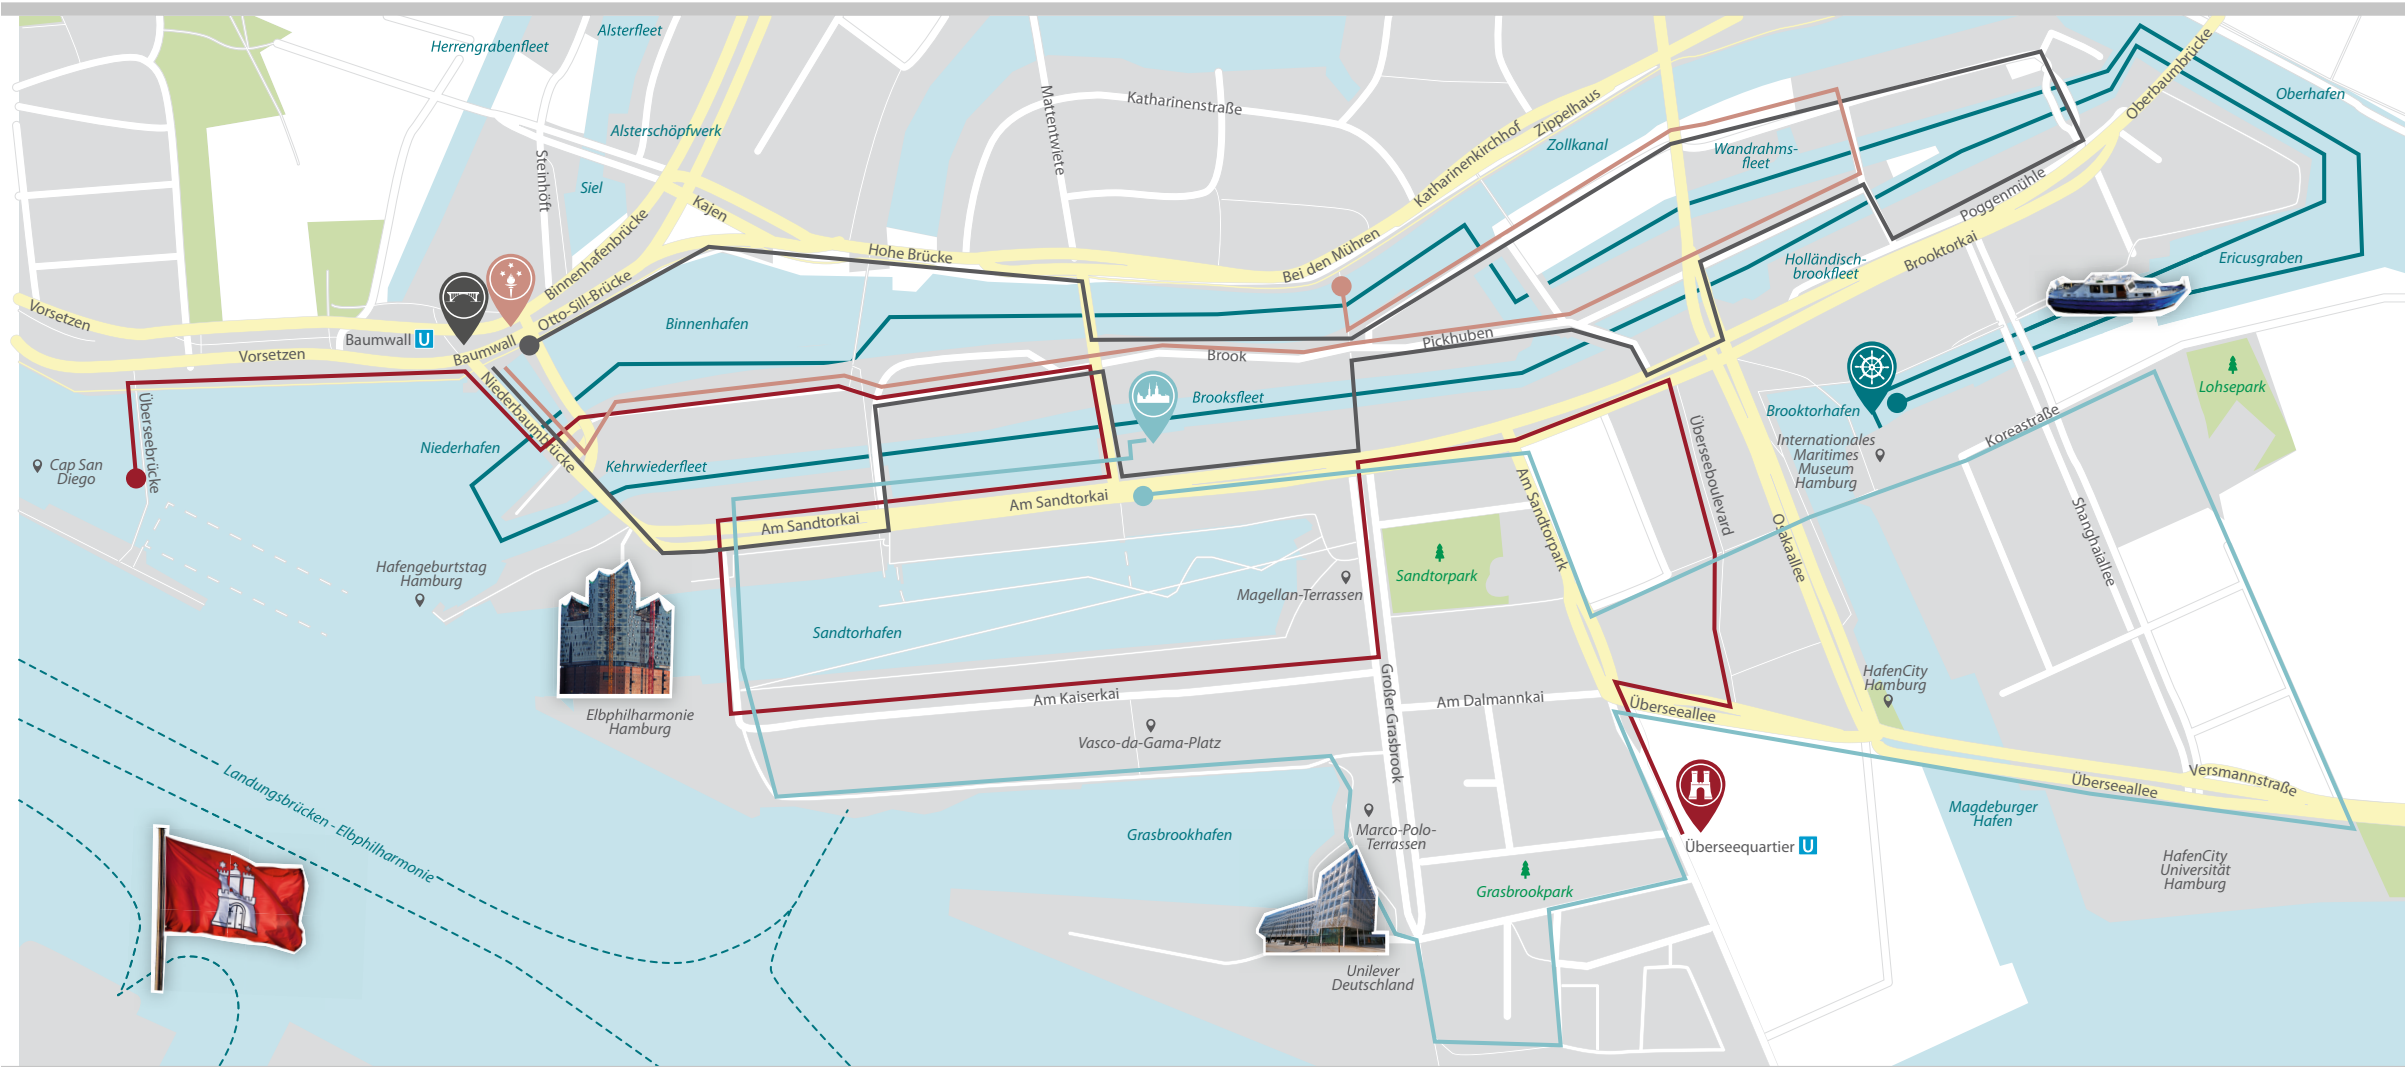 Herrengrabenfleet
Alsterfleet
Alsterschöpfwerk
Siel
Steinhöft
Mattentwiete
Katharinenstraße
Katharinenkirchhof
Zippelhaus
Zollkanal
Wandrahms-
fleet
Oberbaumbrücke
Oberhafen
Kajen
Binnenhafenbrücke
Otto-Sill-Brücke
Hohe Brücke
Bei den Mühren
Poggenmühle
Brooktorkai
Holländisch-
brookfleet
Ericusgraben
Vorsetzen
Vorsetzen
Baumwall U
Baumwall
Binnenhafen
Brook
Pickhuben
Brooksfleet
Niederbaumbrücke
Niederhafen
Kehrwiederfleet
Überseebrücke
Cap San
Diego
Am Sandtorkai
Am Sandtorkai
Hafengeburtstag
Hamburg
Elbphilharmonie
Hamburg
Sandtorhafen
Magellan-Terrassen
Sandtorpark
Am Sandtorpark
Überseeboulevard
Osakaallee
Brooktorhafen
Internationales
Maritimes
Museum
Hamburg
Koreastraße
Lohsepark
Shanghaiallee
HafenCity
Hamburg
Am Kaiserkai
Vasco-da-Gama-Platz
Großer Grasbrook
Am Dalmannkai
Überseeallee
Überseeallee
Versmannstraße
Magdeburger
Hafen
HafenCity
Universität
Hamburg
Überseequartier U
Grasbrookhafen
Marco-Polo-
Terrassen
Grasbrookpark
Unilever
Deutschland
Landungsbrücken - Elbphilharmonie